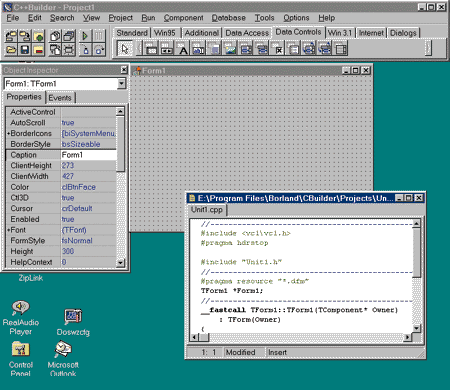 C++Builder - Project1
File Edit Search View Project Run Component Database Tools Options Help
Standard Win95 Additional Data Access Data Controls Win 3.1 Internet Dialogs
Object Inspector
Form1: TForm1
Properties Events
ActiveControl
AutoScroll true
+BorderIcons [biSystemMenu,
BorderStyle bsSizeable
Caption Form1
ClientHeight 273
ClientWidth 427
Color clBtnFace
Ctl3D true
Cursor crDefault
Enabled true
+Font (TFont)
FormStyle fsNormal
Height 300
HelpContext 0
Form1
E:\Program Files\Borland\CBuilder\Projects\Un...
Unit1.cpp
//---------------------------------------
#include <vcl\vcl.h>
#pragma hdrstop
#include "Unit1.h"
//---------------------------------------
#pragma resource "*.dfm"
TForm1 *Form1;
//---------------------------------------
__fastcall TForm1::TForm1(TComponent* Owner)
: TForm(Owner)
{
1: 1 Modified Insert
ZipLink
RealAudio
Player
Doswzcfg
Control
Panel
Microsoft
Outlook